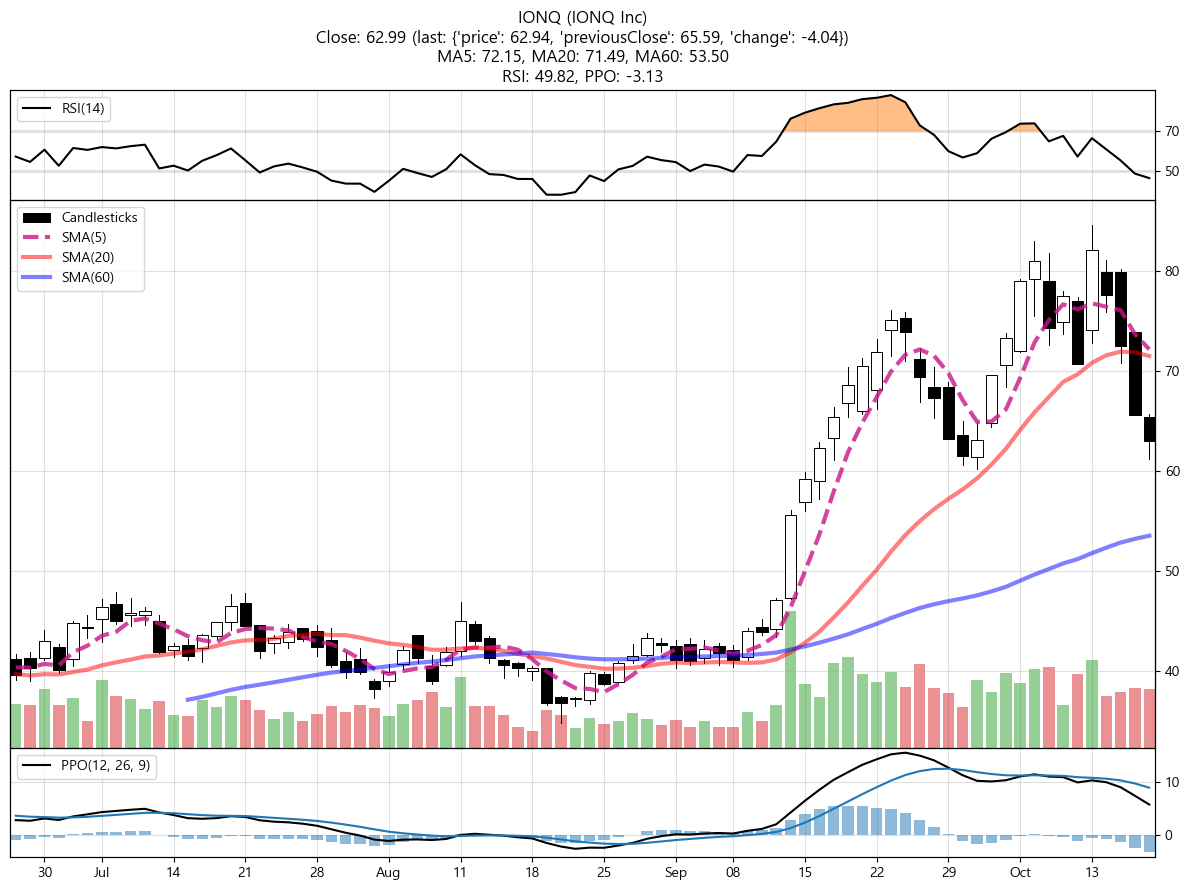 IONQ (IONQ Inc)
Close: 62.99 (last: {'price': 62.94, 'previousClose': 65.59, 'change': -4.04})
MA5: 72.15, MA20: 71.49, MA60: 53.50
RSI: 49.82, PPO: -3.13
RSI(14)
70
50
Candlesticks
SMA(5)
SMA(20)
SMA(60)
80
70
60
50
40
PPO(12, 26, 9)
10
0
30 Jul 14 21 28 Aug 11 18 25 Sep 08 15 22 29 Oct 13